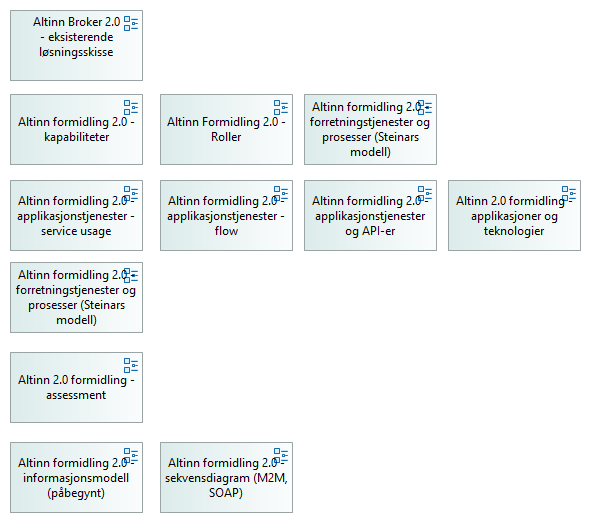 Altinn Broker 2.0
- eksisterende
løsningsskisse
Altinn formidling 2.0 -
kapabiliteter
Altinn Formidling 2.0 -
Roller
Altinn formidling 2.0 -
forretningstjenester og
prosesser (Steinars
modell)
Altinn formidling 2.0 -
applikasjonstjenester -
service usage
Altinn formidling 2.0 -
applikasjonstjenester -
flow
Altinn formidling 2.0 -
applikasjonstjenester
og API-er
Altinn 2.0 formidling -
applikasjoner og
teknologier
Altinn formidling 2.0 -
forretningstjenester og
prosesser (Steinars
modell)
Altinn 2.0 formidling -
assessment
Altinn formidling 2.0 -
informasjonsmodell
(påbegynt)
Altinn formidling 2.0 -
sekvensdiagram (M2M,
SOAP)